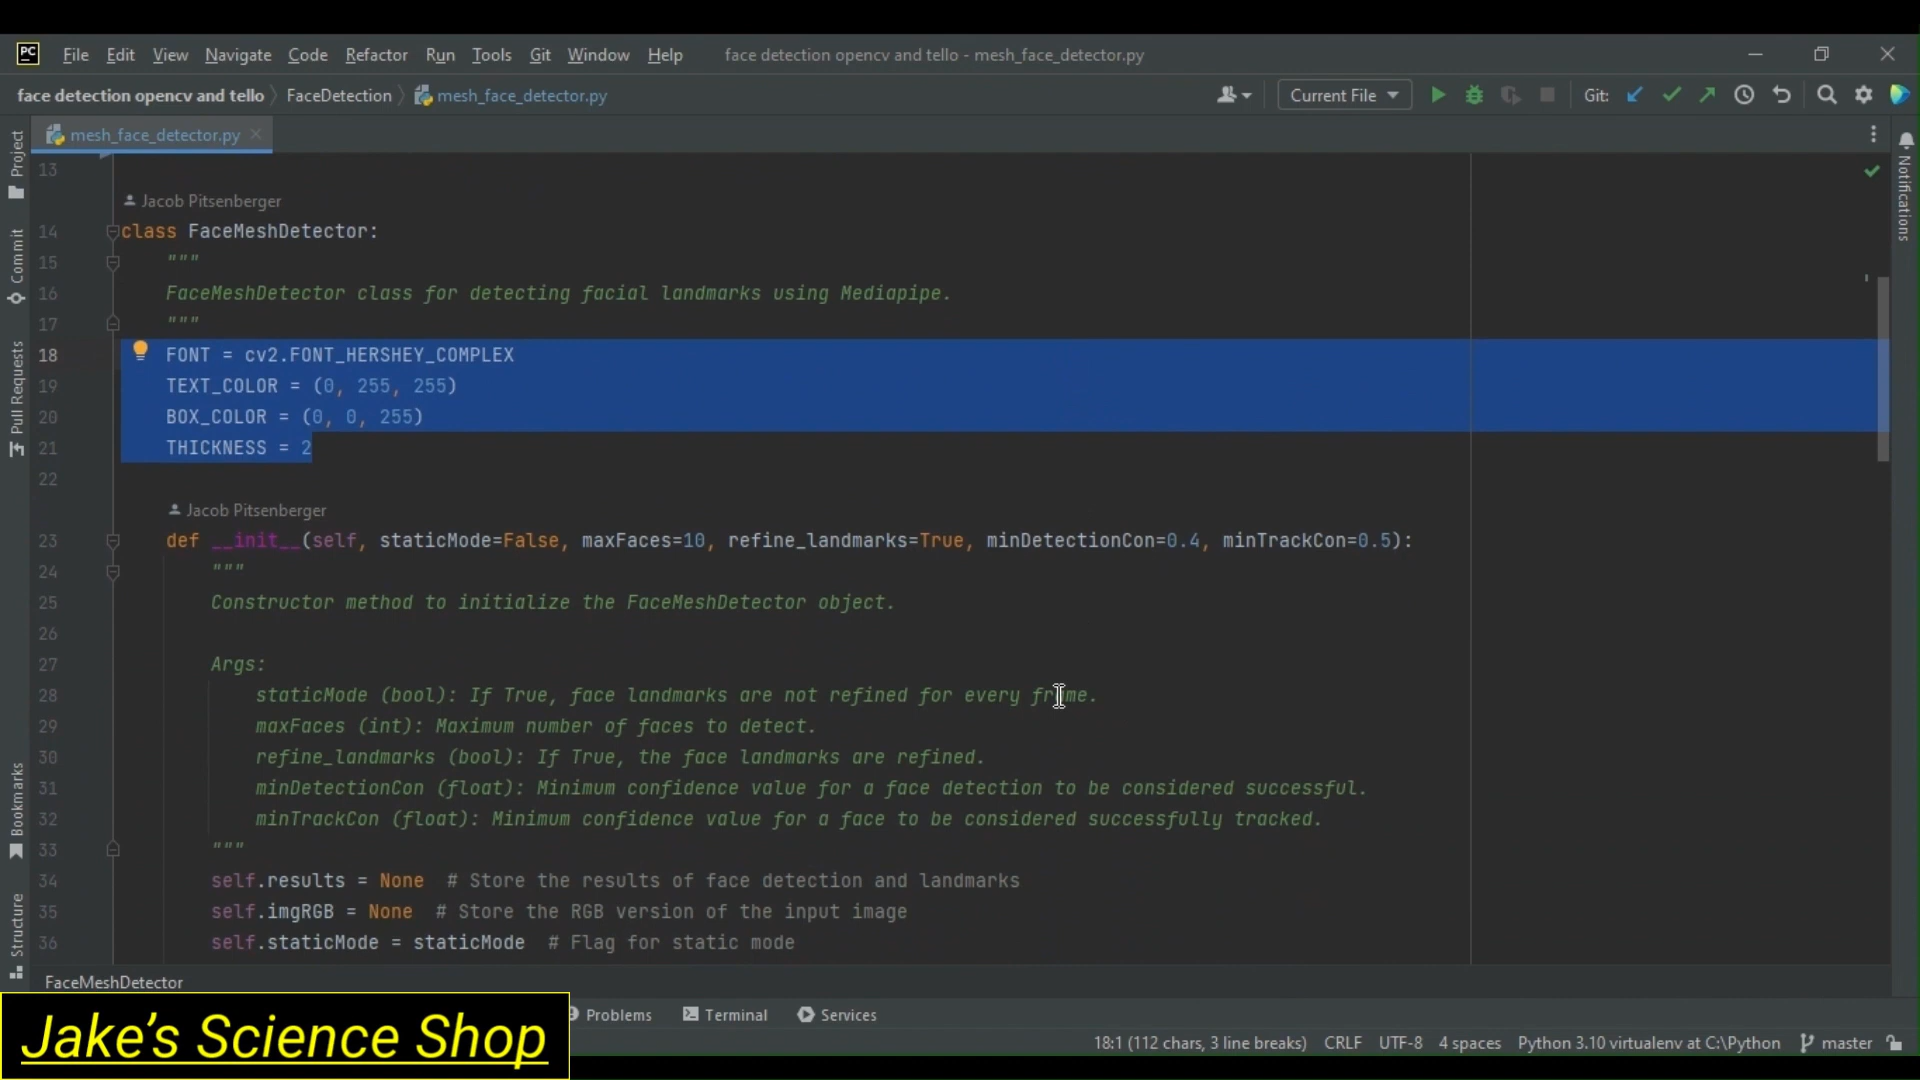 PC File Edit View Navigate Code Refactor Run Tools Git Window Help face detection opencv and tello - mesh_face_detector.py
face detection opencv and tello FaceDetection mesh_face_detector.py Current File Git:
mesh_face_detector.py
Project
Commit
Pull Requests
Bookmarks
Structure
Notifications
13
Jacob Pitsenberger
14 class FaceMeshDetector:
15 """
16 FaceMeshDetector class for detecting facial landmarks using Mediapipe.
17 """
18 FONT = cv2.FONT_HERSHEY_COMPLEX
19 TEXT_COLOR = (0, 255, 255)
20 BOX_COLOR = (0, 0, 255)
21 THICKNESS = 2
22
Jacob Pitsenberger
23 def __init__(self, staticMode=False, maxFaces=10, refine_landmarks=True, minDetectionCon=0.4, minTrackCon=0.5):
24 """
25 Constructor method to initialize the FaceMeshDetector object.
26
27 Args:
28 staticMode (bool): If True, face landmarks are not refined for every frame.
29 maxFaces (int): Maximum number of faces to detect.
30 refine_landmarks (bool): If True, the face landmarks are refined.
31 minDetectionCon (float): Minimum confidence value for a face detection to be considered successful.
32 minTrackCon (float): Minimum confidence value for a face to be considered successfully tracked.
33 """
34 self.results = None # Store the results of face detection and landmarks
35 self.imgRGB = None # Store the RGB version of the input image
36 self.staticMode = staticMode # Flag for static mode
FaceMeshDetector
Problems Terminal Services
Jake's Science Shop
18:1 (112 chars, 3 line breaks) CRLF UTF-8 4 spaces Python 3.10 virtualenv at C:\Python master